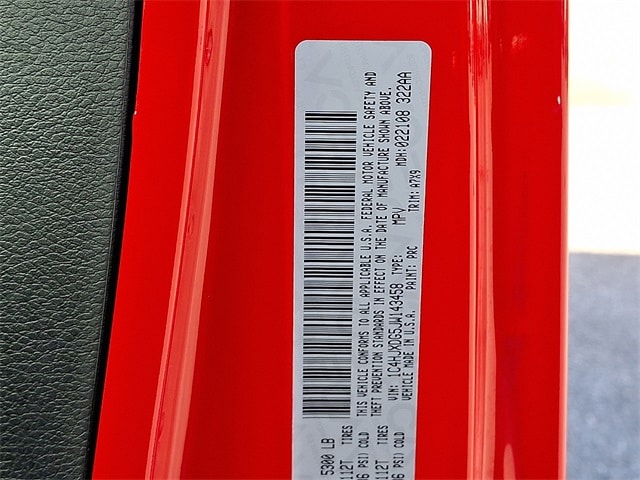 5300 LB
112T TIRES
PSI) COLD
112T TIRES
PSI) COLD
THIS VEHICLE CONFORMS TO ALL APPLICABLE U.S.A. FEDERAL MOTOR VEHICLE SAFETY AND
THEFT PREVENTION STANDARDS IN EFFECT ON THE DATE OF MANUFACTURE SHOWN ABOVE.
VIN: 1C4HJXDG5JW143458 TYPE: MPV MDH:022108 322AA
VEHICLE MADE IN U.S.A. PAINT: PRC TRIM: A7X9